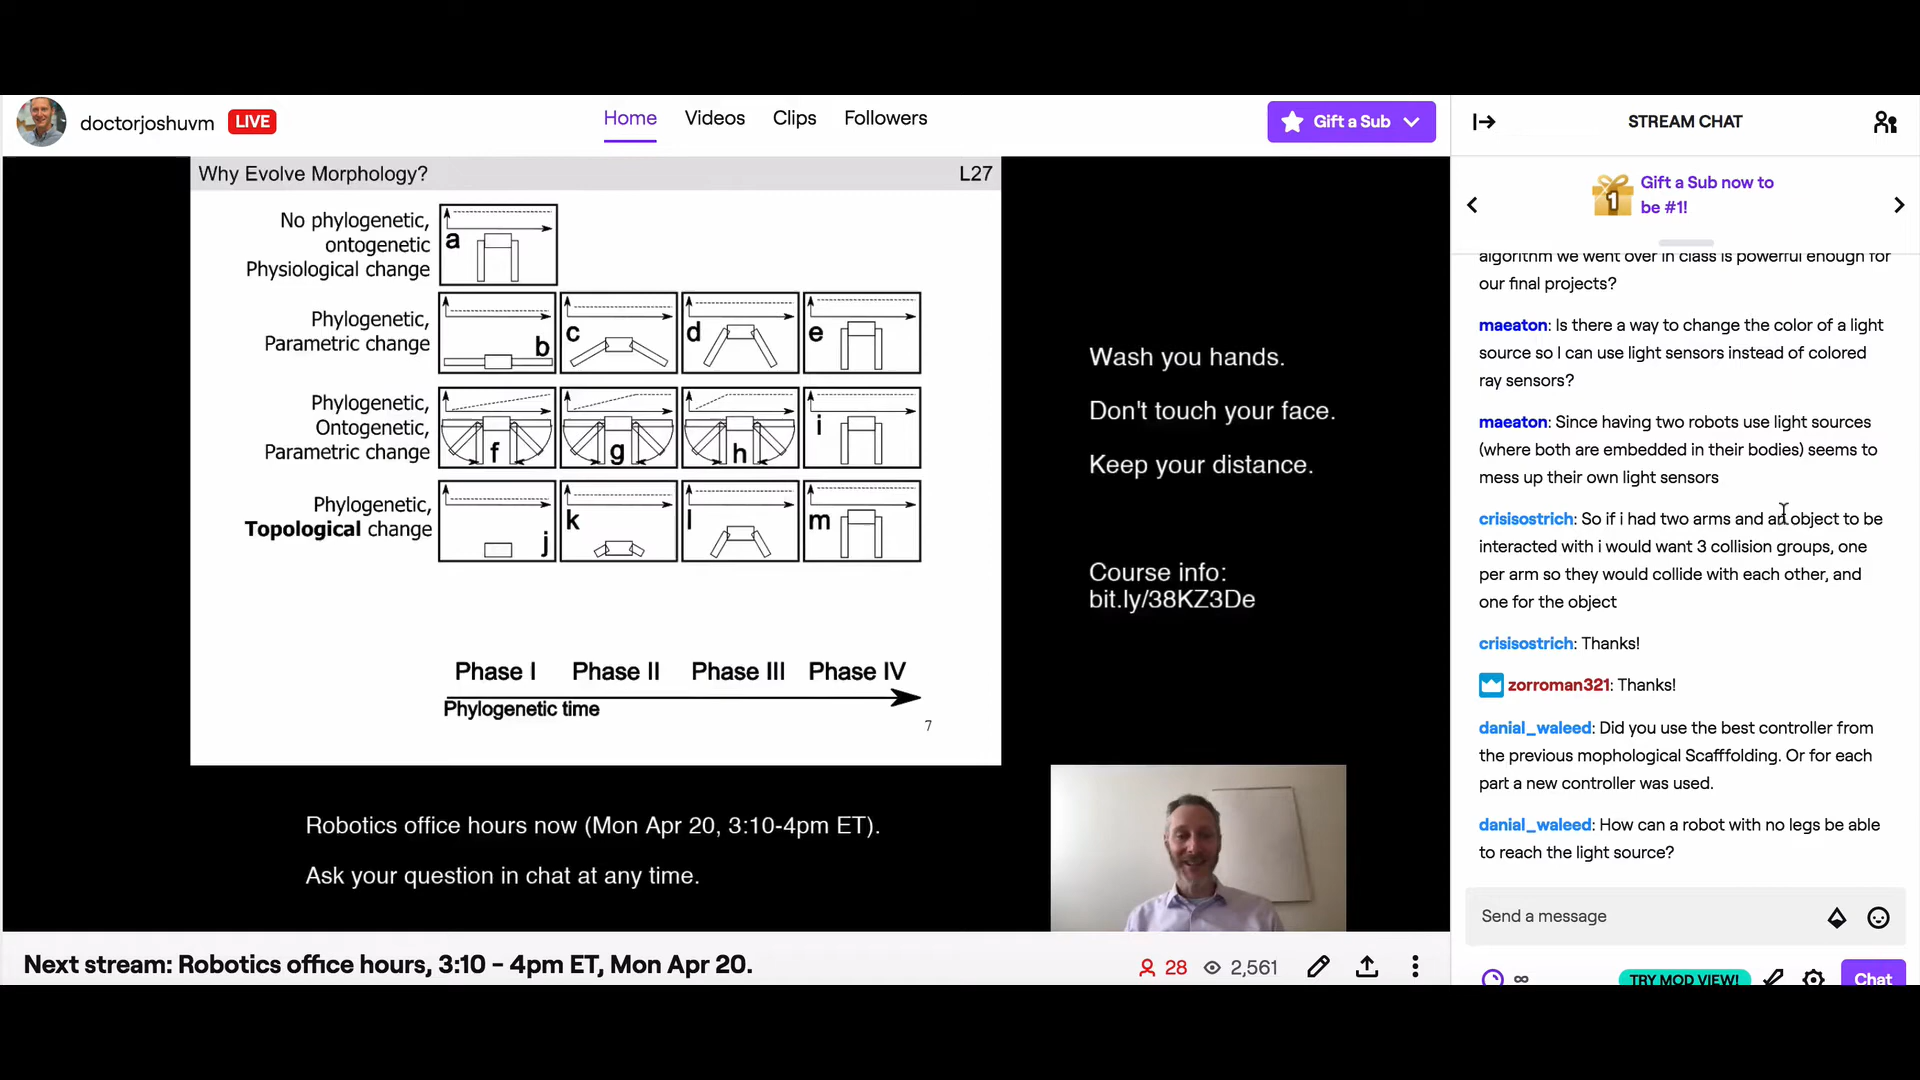 doctorjoshuvm LIVE
Home Videos Clips Followers
Gift a Sub
STREAM CHAT
Why Evolve Morphology? L27
No phylogenetic,
ontogenetic
Physiological change
a
Phylogenetic,
Parametric change
b c d e
Phylogenetic,
Ontogenetic,
Parametric change
f g h i
Phylogenetic,
Topological change
j k l m
Phase I Phase II Phase III Phase IV
Phylogenetic time
7
Wash you hands.
Don't touch your face.
Keep your distance.
Course info:
bit.ly/38KZ3De
Robotics office hours now (Mon Apr 20, 3:10-4pm ET).
Ask your question in chat at any time.
Next stream: Robotics office hours, 3:10 - 4pm ET, Mon Apr 20.
28 2,561
1
Gift a Sub now to
be #1!
algorithm we went over in class is powerful enough for
our final projects?
maeaton: Is there a way to change the color of a light
source so I can use light sensors instead of colored
ray sensors?
maeaton: Since having two robots use light sources
(where both are embedded in their bodies) seems to
mess up their own light sensors
crisisostrich: So if i had two arms and an object to be
interacted with i would want 3 collision groups, one
per arm so they would collide with each other, and
one for the object
crisisostrich: Thanks!
zorroman321: Thanks!
danial_waleed: Did you use the best controller from
the previous mophological Scafffolding. Or for each
part a new controller was used.
danial_waleed: How can a robot with no legs be able
to reach the light source?
Send a message
∞
TRY MOD VIEW!
Chat